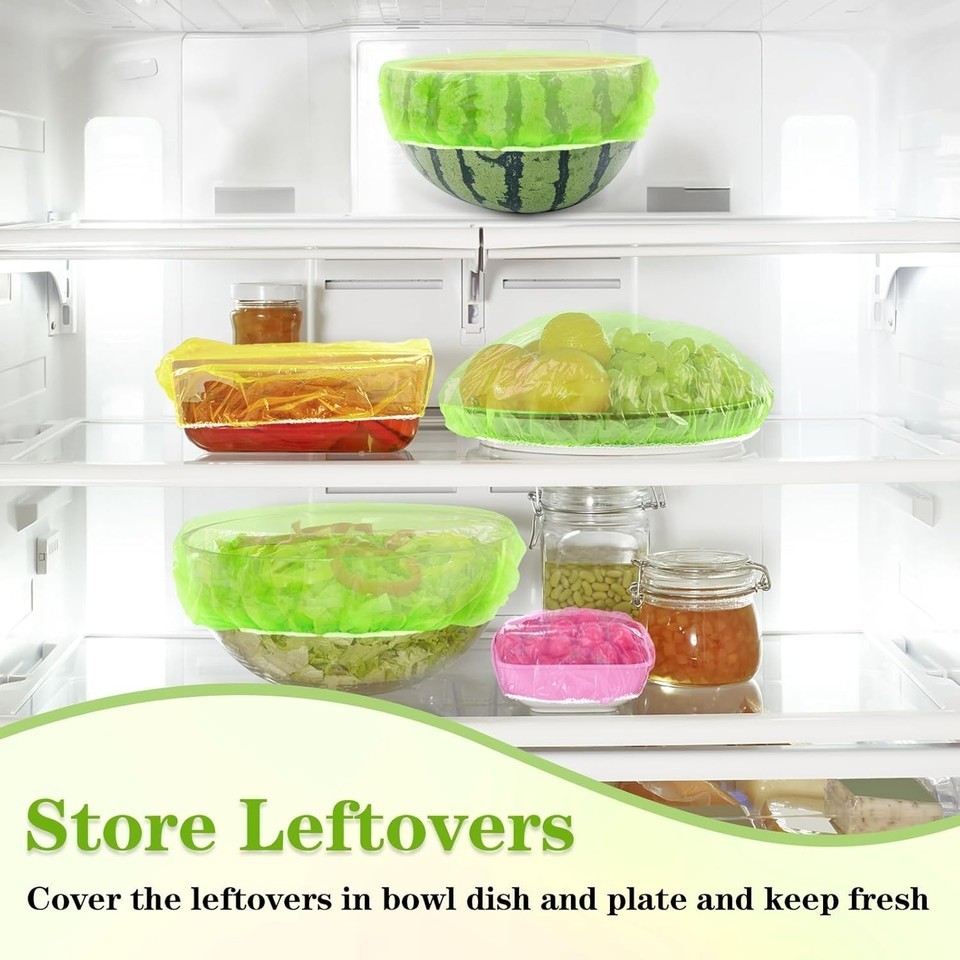 Store Leftovers
Cover the leftovers in bowl dish and plate and keep fresh